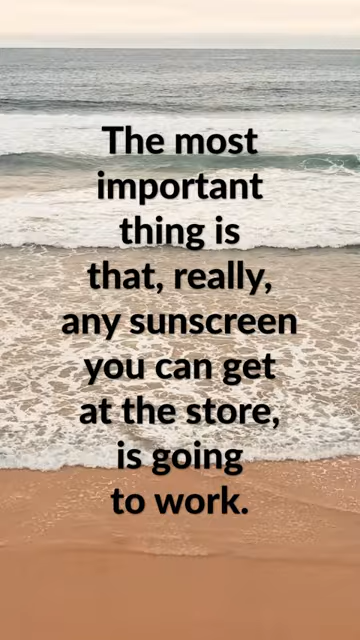 The most
important
thing is
that, really,
any sunscreen
you can get
at the store,
is going
to work.